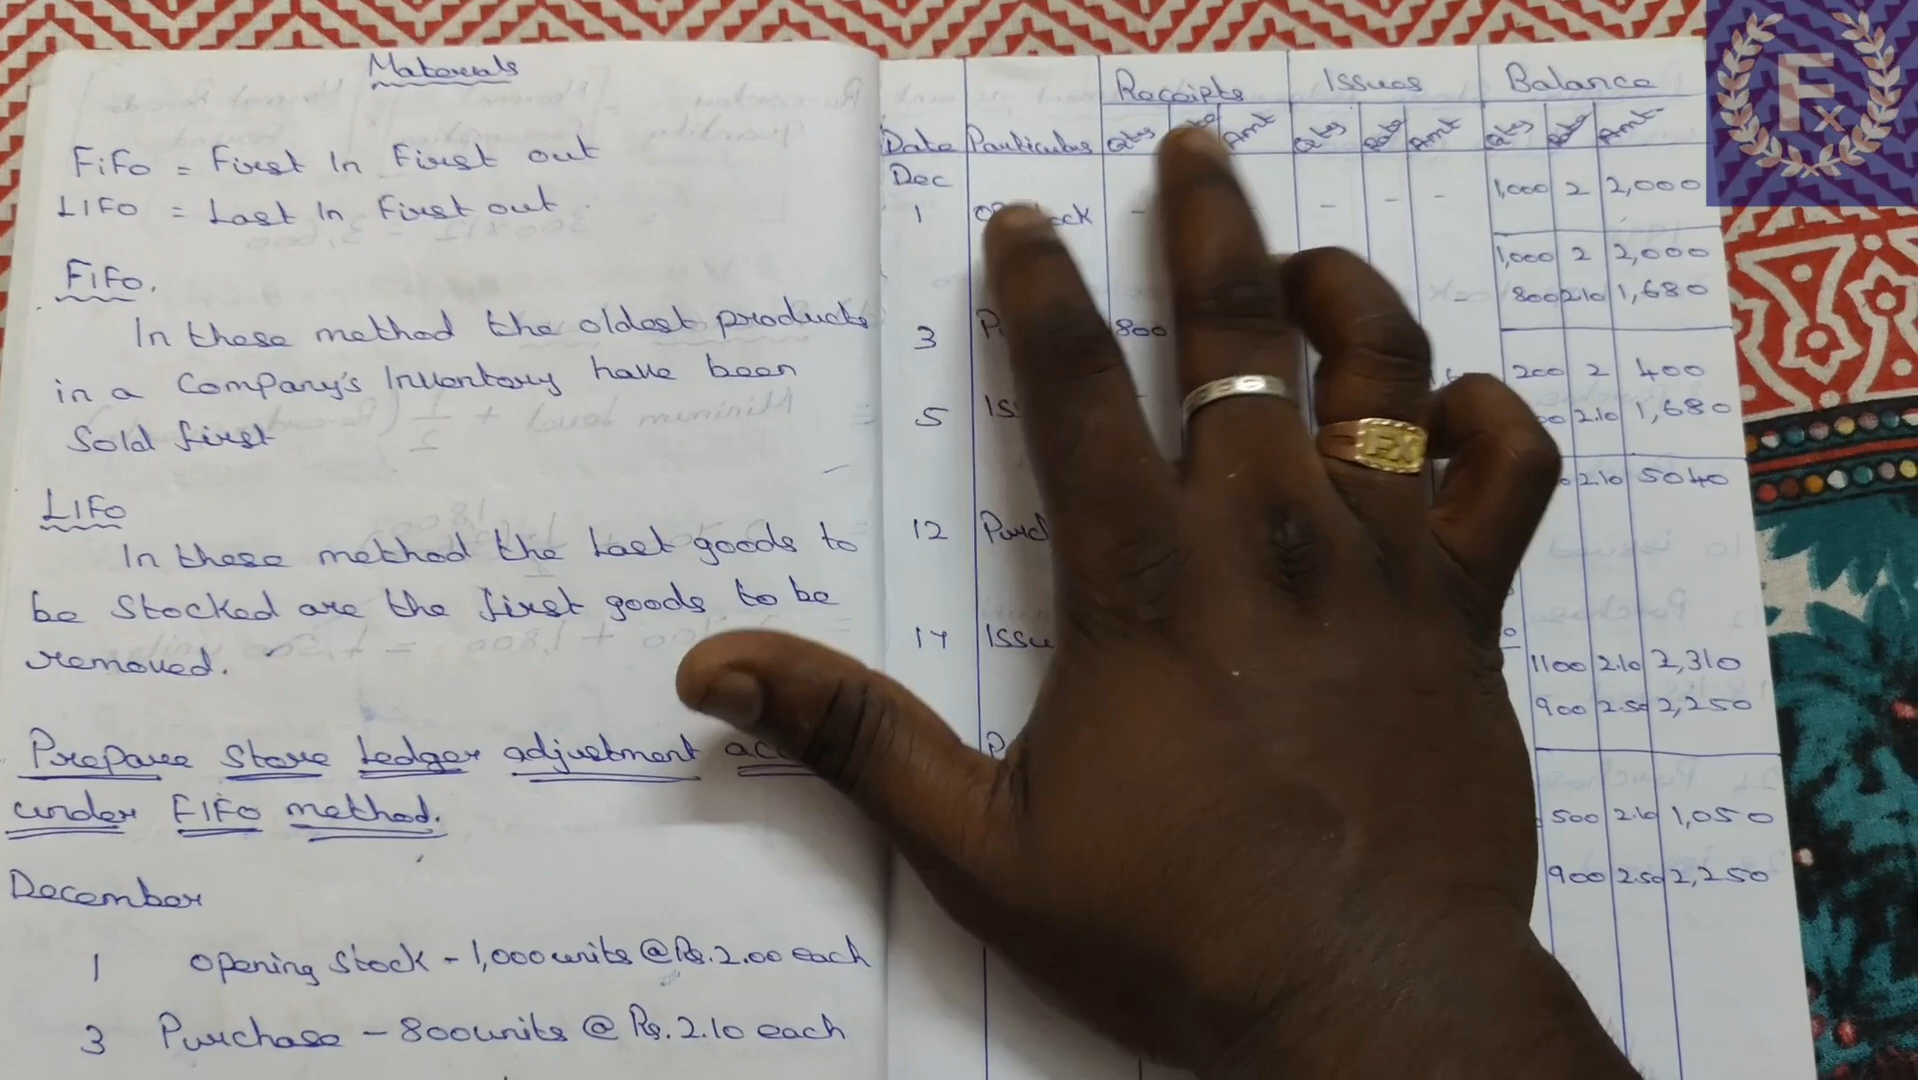 Materials
FIFO = First In First out
LIFO = Last In First out
FIFO.
In these method the oldest products
in a Company's Inventory have been
Sold first
LIFO
In these method the Last goods to
be Stocked are the first goods to be
removed.
Prepare Store Ledger adjustment
under FIFO method.
December
1 opening Stock - 1,000 units @ Rs. 2.00 each
3 Purchase - 800 units @ Rs. 2.10 each
Receipts Issues Balance
Date Particulars Qty Amt Qty Rate Amt Qty Rate Amt
Dec
1 - - - - 1,000 2 2,000
1,000 2 2,000
800 2.10 1,680
3 800
200 2 400
5 2.10 1,680
2.10 5040
12
17
1100 2.10 2,310
900 2.50 2,250
500 2.10 1,050
900 2.50 2,250
Fx
FX